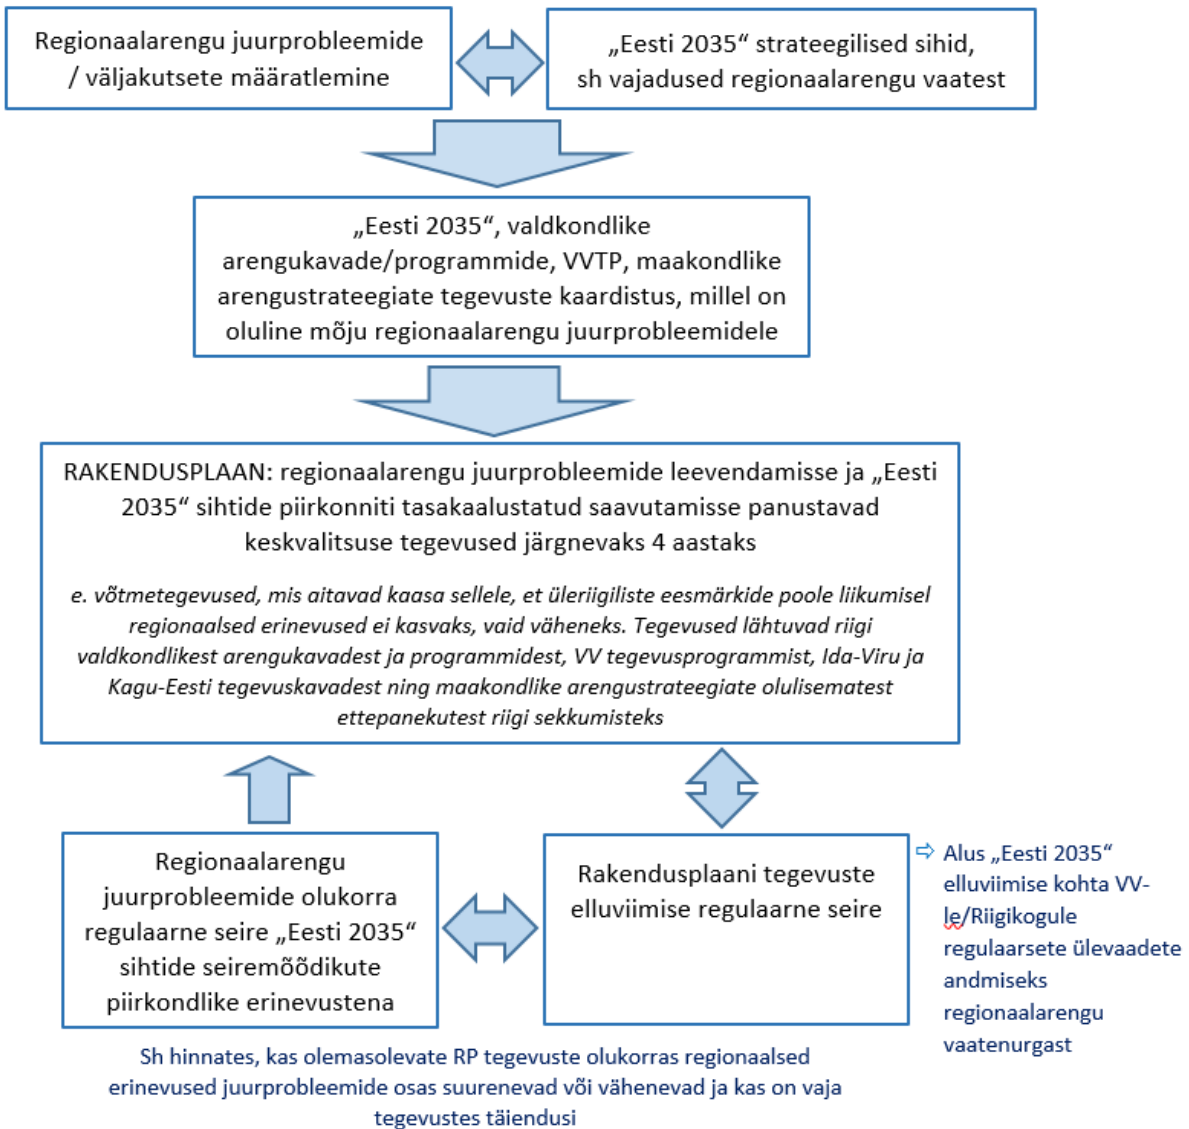 Regionaalarengu juurprobleemide
/ väljakutsete määratlemine
„Eesti 2035“ strateegilised sihid,
sh vajadused regionaalarengu vaatest
„Eesti 2035“, valdkondlike
arengukavade/programmide, VVTP, maakondlike
arengustrateegiate tegevuste kaardistus, millel on
oluline mõju regionaalarengu juurprobleemidele
RAKENDUSPLAAN: regionaalarengu juurprobleemide leevendamisse ja „Eesti
2035“ sihtide piirkonniti tasakaalustatud saavutamisse panustavad
keskvalitsuse tegevused järgnevaks 4 aastaks
e. võtmetegevused, mis aitavad kaasa sellele, et üleriigiliste eesmärkide poole liikumisel
regionaalsed erinevused ei kasvaks, vaid väheneks. Tegevused lähtuvad riigi
valdkondlikest arengukavadest ja programmidest, VV tegevusprogrammist, Ida-Viru ja
Kagu-Eesti tegevuskavadest ning maakondlike arengustrateegiate olulisematest
ettepanekutest riigi sekkumisteks
Regionaalarengu
juurprobleemide olukorra
regulaarne seire „Eesti 2035“
sihtide seiremõõdikute
piirkondlike erinevustena
Rakendusplaani tegevuste
elluviimise regulaarne seire
⇨ Alus „Eesti 2035“
elluviimise kohta VV-
le/Riigikogule
regulaarsete ülevaadete
andmiseks
regionaalarengu
vaatenurgast
Sh hinnates, kas olemasolevate RP tegevuste olukorras regionaalsed
erinevused juurprobleemide osas suurenevad või vähenevad ja kas on vaja
tegevustes täiendusi